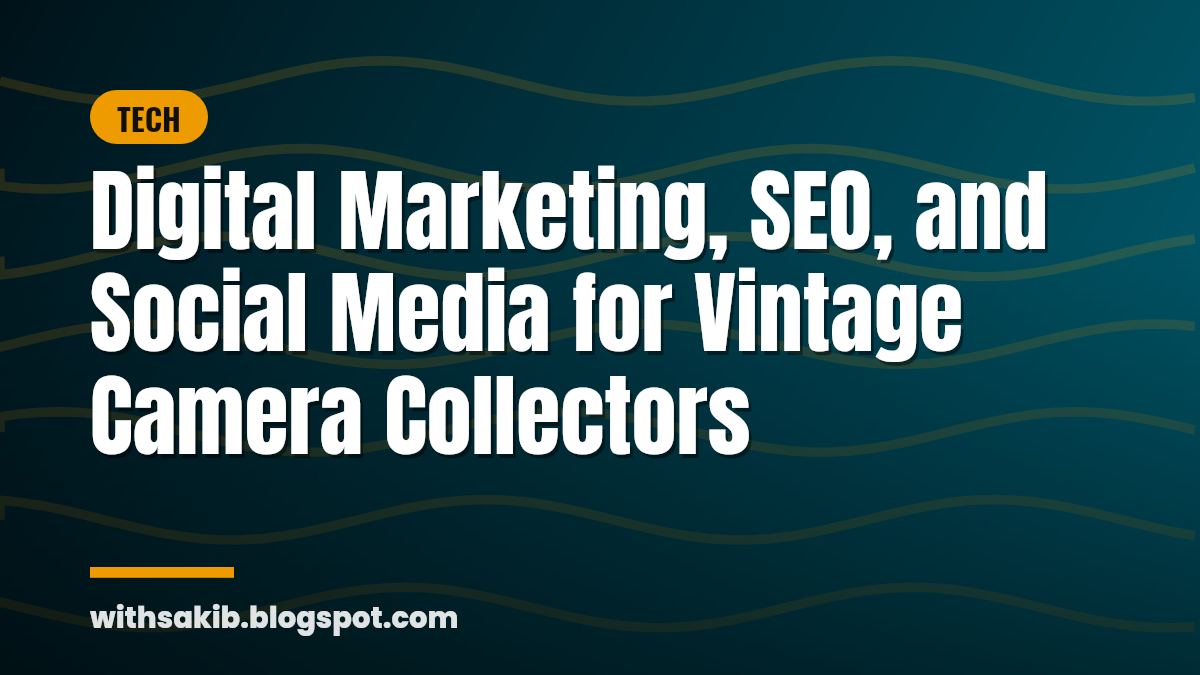 TECH
Digital Marketing, SEO, and
Social Media for Vintage
Camera Collectors
withsakib.blogspot.com